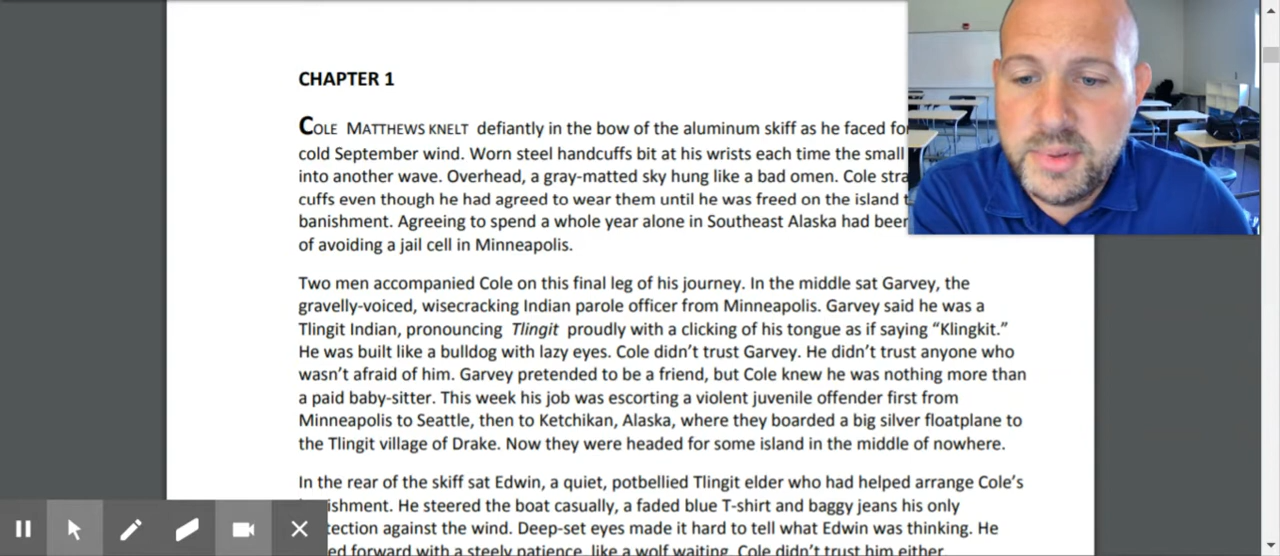 CHAPTER 1
COLE MATTHEWS KNELT defiantly in the bow of the aluminum skiff as he faced
cold September wind. Worn steel handcuffs bit at his wrists each time the small
into another wave. Overhead, a gray-matted sky hung like a bad omen. Cole
cuffs even though he had agreed to wear them until he was freed on the island
banishment. Agreeing to spend a whole year alone in Southeast Alaska had been
of avoiding a jail cell in Minneapolis.
Two men accompanied Cole on this final leg of his journey. In the middle sat Garvey, the
gravelly-voiced, wisecracking Indian parole officer from Minneapolis. Garvey said he was a
Tlingit Indian, pronouncing Tlingit proudly with a clicking of his tongue as if saying “Klingkit.”
He was built like a bulldog with lazy eyes. Cole didn’t trust Garvey. He didn’t trust anyone who
wasn’t afraid of him. Garvey pretended to be a friend, but Cole knew he was nothing more than
a paid baby-sitter. This week his job was escorting a violent juvenile offender first from
Minneapolis to Seattle, then to Ketchikan, Alaska, where they boarded a big silver floatplane to
the Tlingit village of Drake. Now they were headed for some island in the middle of nowhere.
In the rear of the skiff sat Edwin, a quiet, potbellied Tlingit elder who had helped arrange Cole’s
He steered the boat casually, a faded blue T-shirt and baggy jeans his only
against the wind. Deep-set eyes made it hard to tell what Edwin was thinking. He
forward with a steely patience, like a wolf waiting. Cole didn’t trust him either